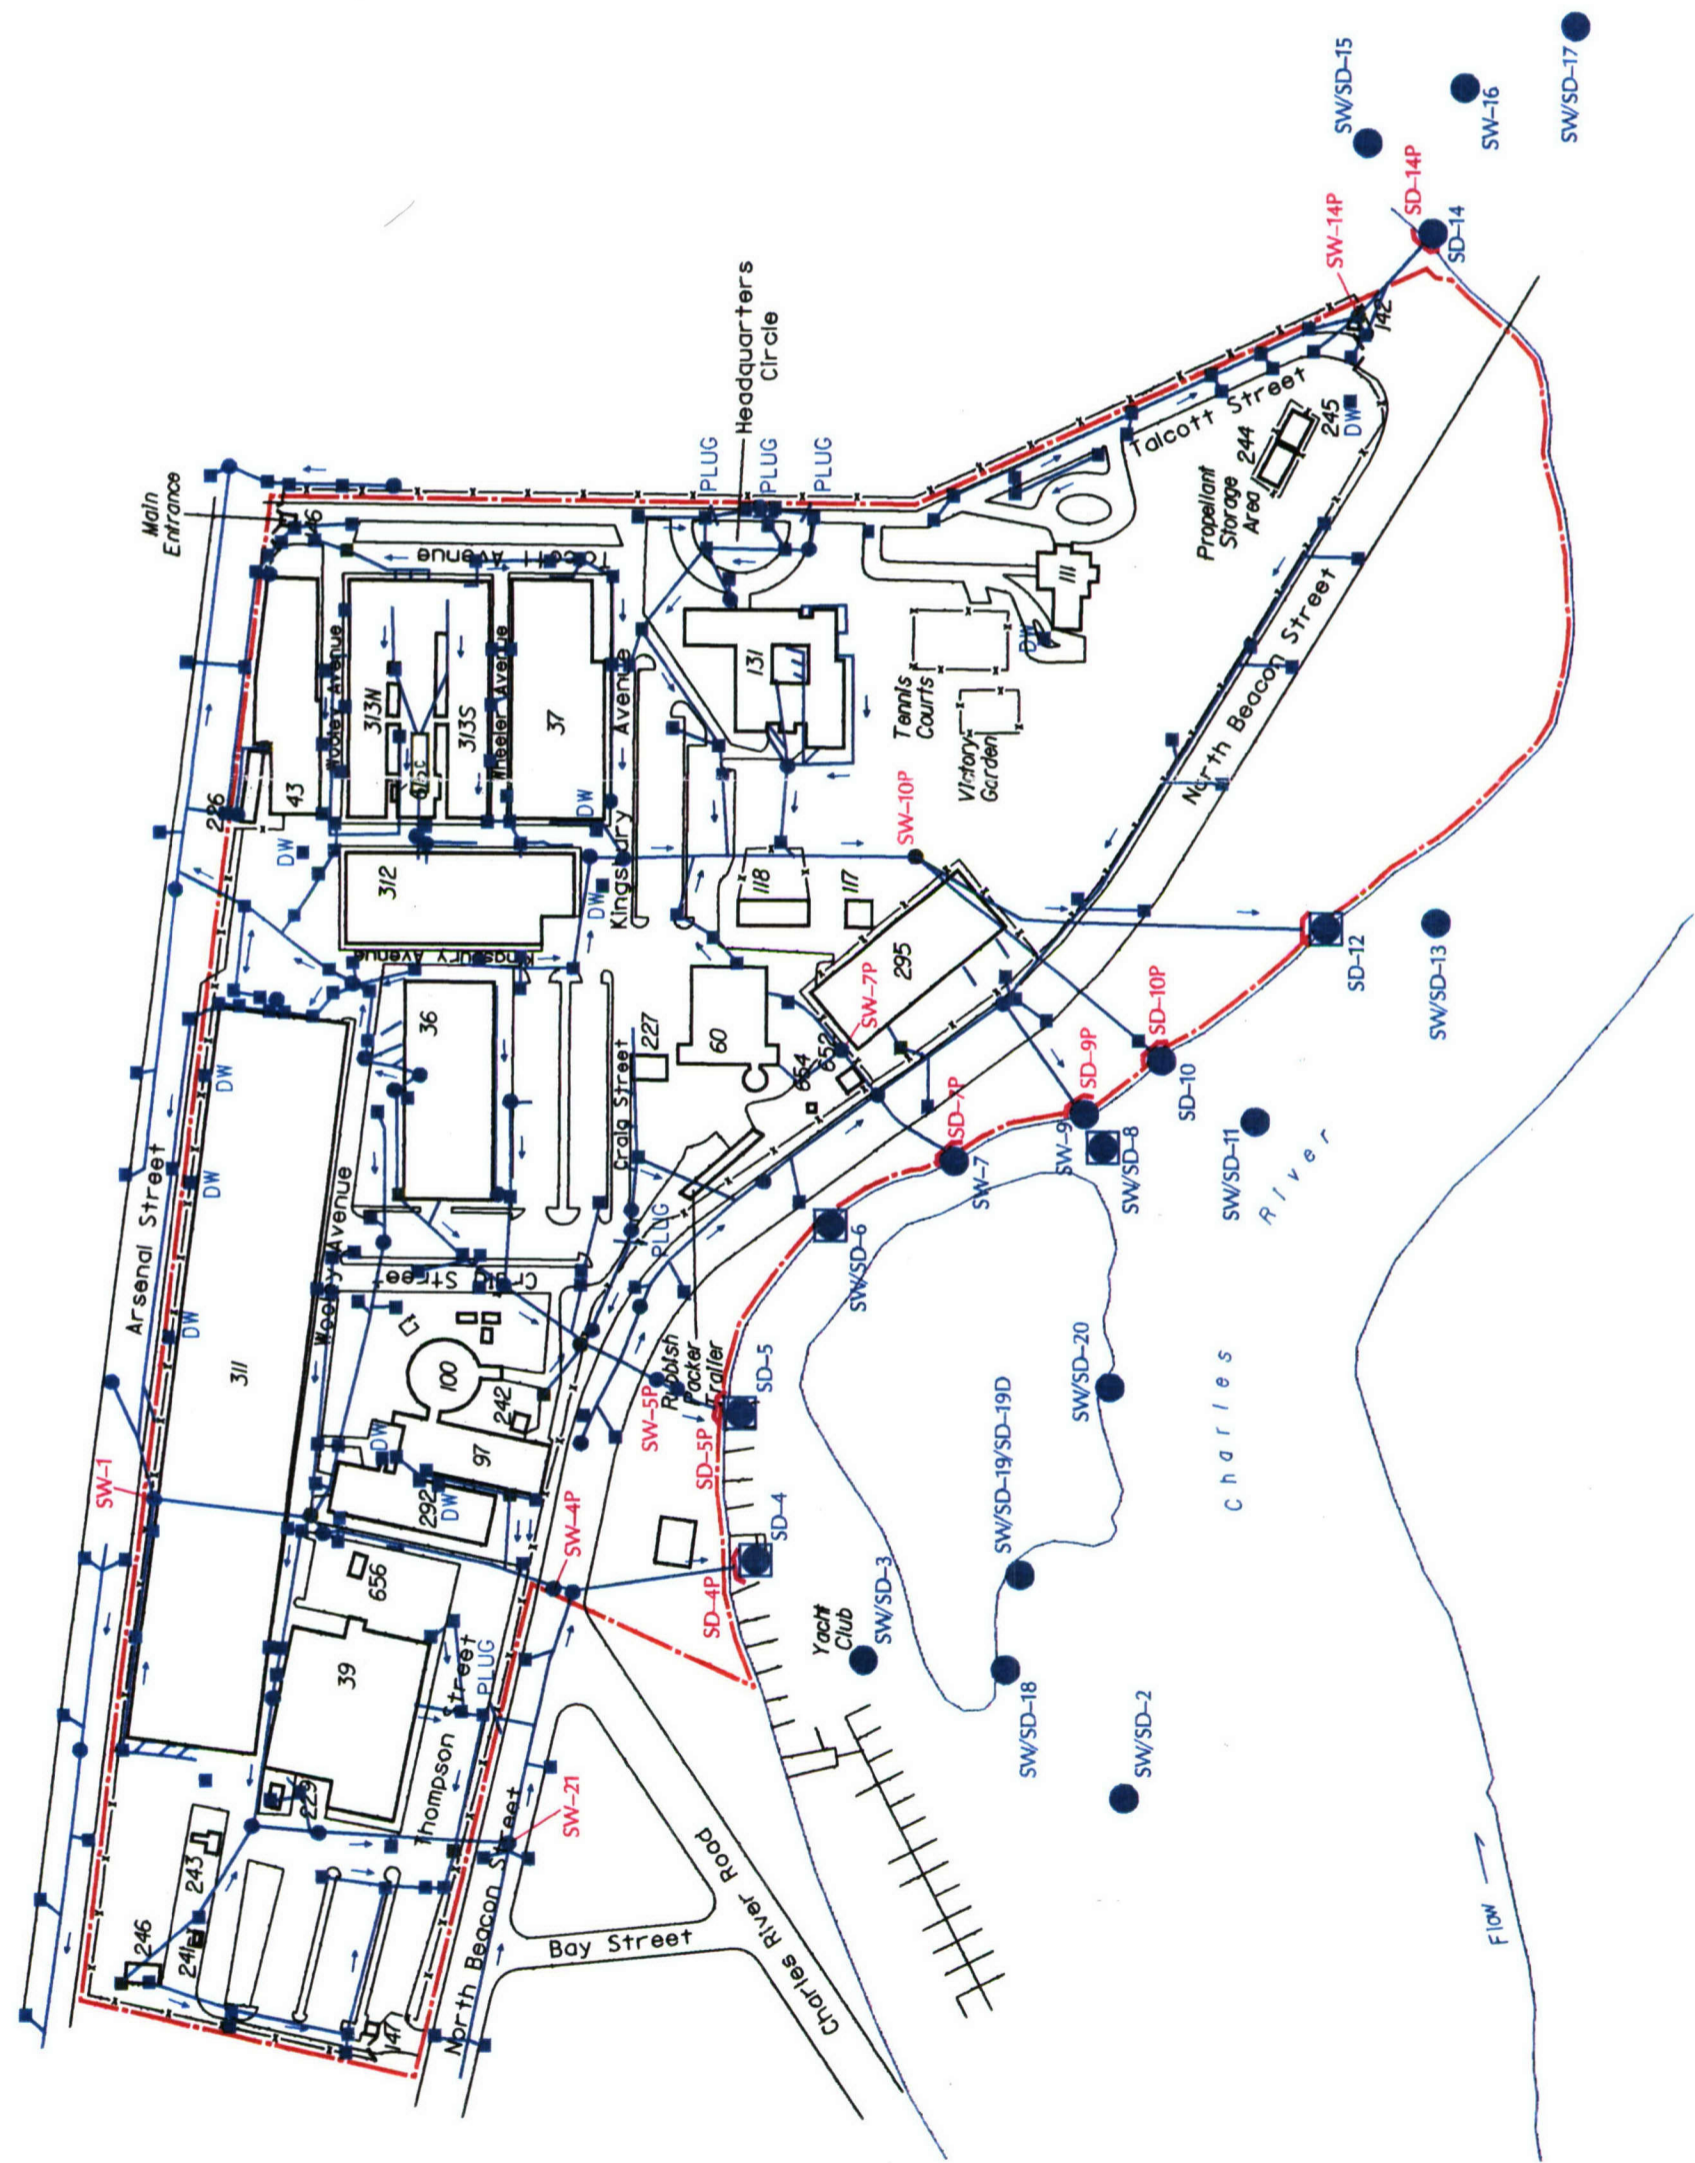 Arsenal Street
SW-1
DW
DW
DW
311
246
241
243
229
39
656
292
DW
97
DW
242
100
Wooley Avenue
36
Craig
Street
Craig Street
227
60
654
652
Kingsbury Avenue
312
DW
DW
DW
226
43
Wooley Avenue
313N
313C
313S
Wheeler Avenue
37
Kingsbury Avenue
Talcott Avenue
Main
Entrance
Headquarters
Circle
PLUG
PLUG
PLUG
131
118
117
295
SW-10P
SW-7P
Tennis
Courts
Victory
Garden
111
DW
Talcott Street
Propellant
Storage
Area
244
245
DW
142
SW-14P
SD-14P
SD-14
SW/SD-15
SW-16
SW/SD-17
North Beacon Street
SD-12
SW/SD-13
SD-10P
SD-10
SW/SD-11
SD-9P
SW-9
SW/SD-8
SD-7P
SW-7
SW/SD-6
PLUG
Rubbish
Packer
Trailer
SW-5P
SD-5P
SD-5
SD-4
SD-4P
SW-4P
SW-21
PLUG
Thompson Street
147
North Beacon Street
Bay Street
Charles River Road
Yacht
Club
SW/SD-3
SW/SD-18
SW/SD-19/SD-19D
SW/SD-20
SW/SD-2
Charles
River
Flow